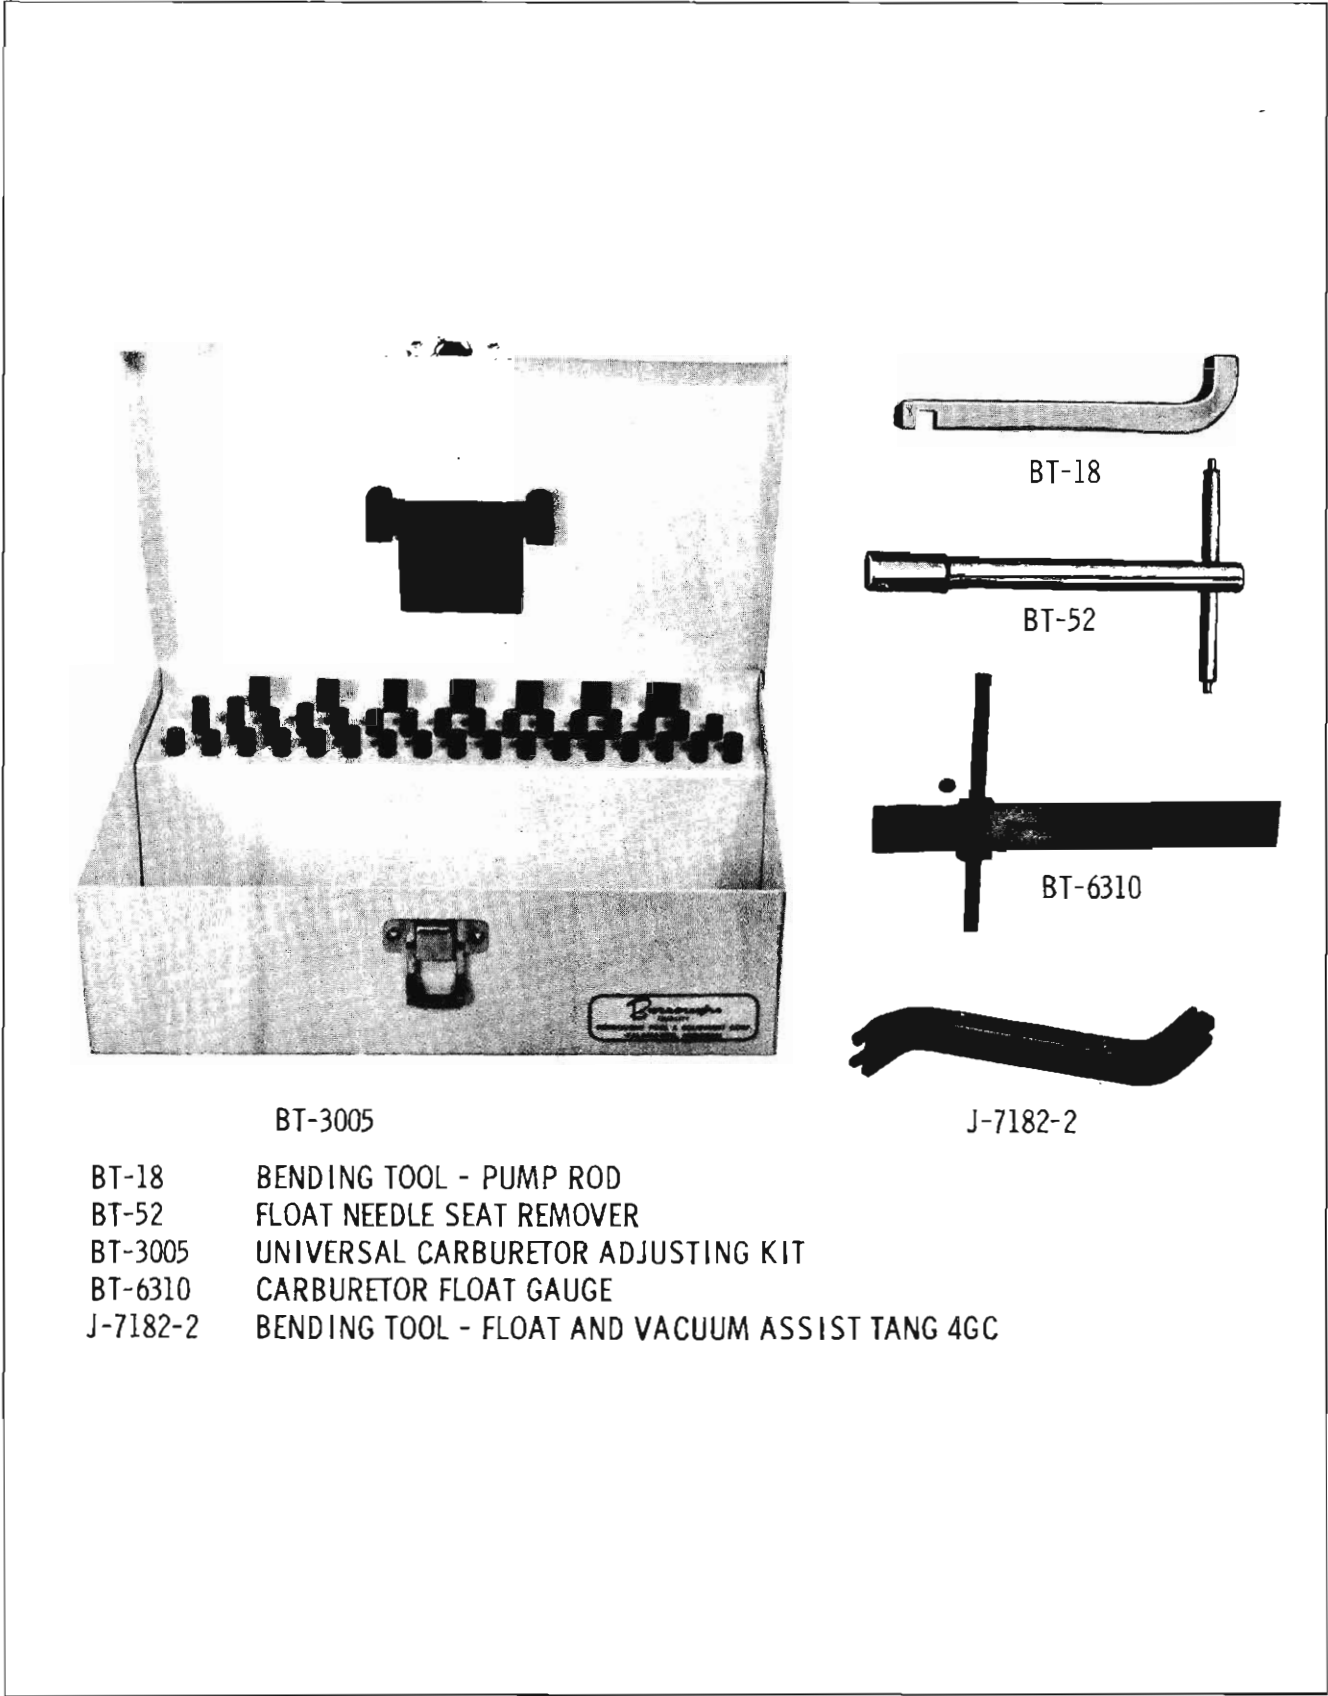 BT-18
BT-52
BT-6310
Burroughs
BT-3005
J-7182-2
BT-18 BENDING TOOL - PUMP ROD
BT-52 FLOAT NEEDLE SEAT REMOVER
BT-3005 UNIVERSAL CARBURETOR ADJUSTING KIT
BT-6310 CARBURETOR FLOAT GAUGE
J-7182-2 BENDING TOOL - FLOAT AND VACUUM ASSIST TANG 4GC